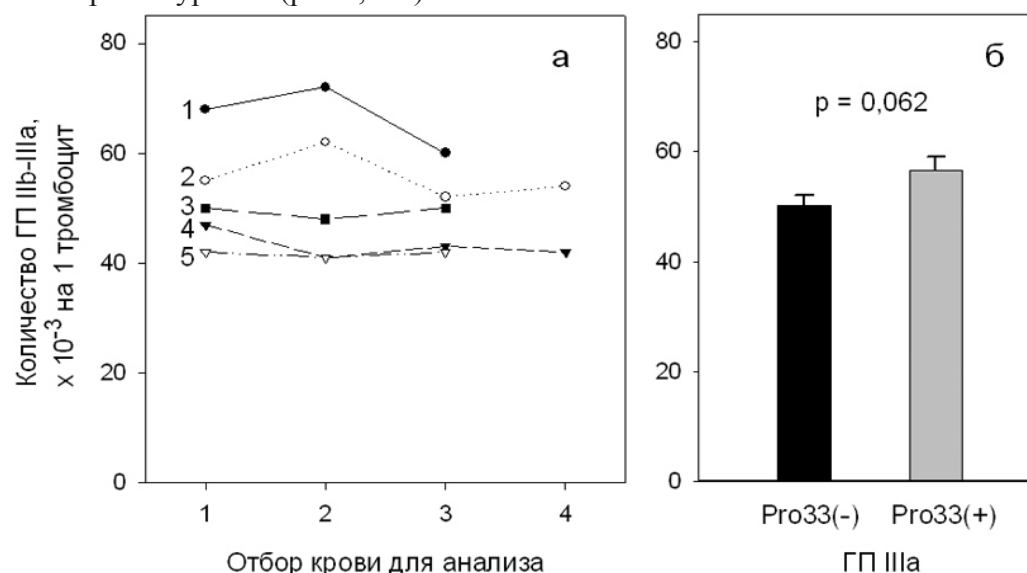 80
60
40
20
0
Количество ГП IIb-IIIa,
x 10⁻³ на 1 тромбоцит
а
1
2
3
4
5
1 2 3 4
Отбор крови для анализа
80
60
40
20
0
б
p = 0,062
Pro33(-) Pro33(+)
ГП IIIa